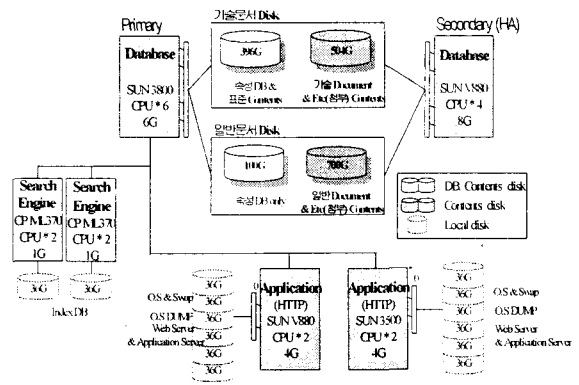 Primary
기술문서 Disk
Secondary (HA)
Database
SUN 3800
CPU * 6
6G
396G
504G
속성 DB &
표준 Contents
기술 Document
& Etc(첨부) Contents
Database
SUN V880
CPU * 4
8G
일반문서 Disk
100G
700G
속성 DB only
일반 Document
& Etc(첨부) Contents
Search
Engine
CP ML370
CPU * 2
1G
Search
Engine
CP ML370
CPU * 2
1G
36G
36G
Index DB
DB. Contents disk
Contents disk
Local disk
36G
36G
36G
36G
36G
36G
O.S & Swap
O.S DUMP
Web Server
& Application Server
Application
(HTTP)
SUN V880
CPU * 2
4G
Application
(HTTP)
SUN 3500
CPU * 2
4G
36G
36G
36G
36G
36G
36G
O.S & Swap
O.S DUMP
Web Server
& Application Server